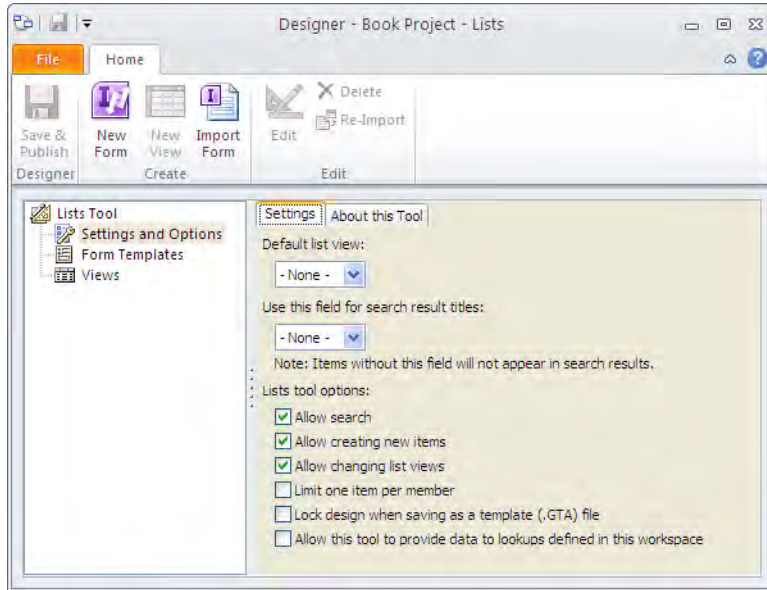 Designer - Book Project - Lists
File
Home
Save & Publish
New Form
New View
Import Form
Edit
Delete
Re-Import
Designer
Create
Edit
Lists Tool
Settings and Options
Form Templates
Views
Settings
About this Tool
Default list view:
- None -
Use this field for search result titles:
- None -
Note: Items without this field will not appear in search results.
Lists tool options:
Allow search
Allow creating new items
Allow changing list views
Limit one item per member
Lock design when saving as a template (.GTA) file
Allow this tool to provide data to lookups defined in this workspace